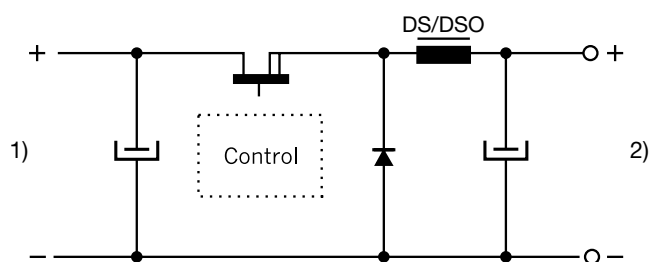 DS/DSO
+ +
1) Control 2)
– –